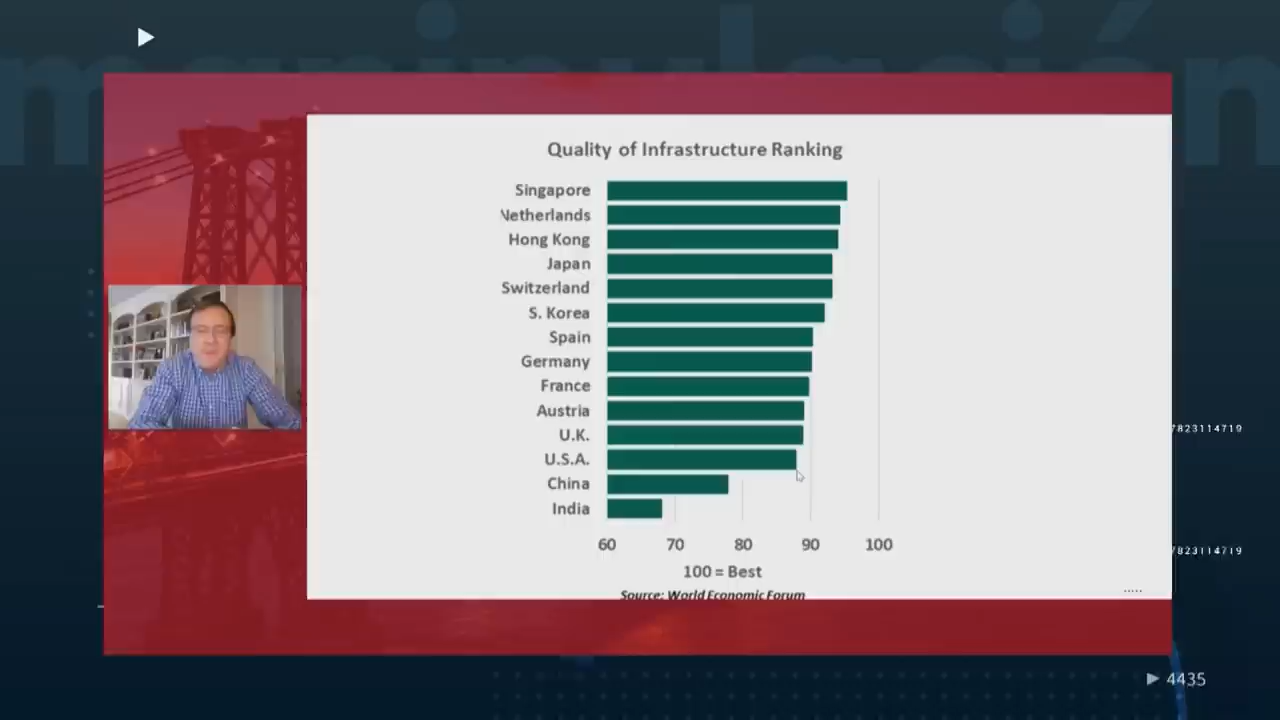 manipulación
Quality of Infrastructure Ranking
Singapore
Netherlands
Hong Kong
Japan
Switzerland
S. Korea
Spain
Germany
France
Austria
U.K.
U.S.A.
China
India
60 70 80 90 100
100 = Best
Source: World Economic Forum
7823114719
7823114719
4435